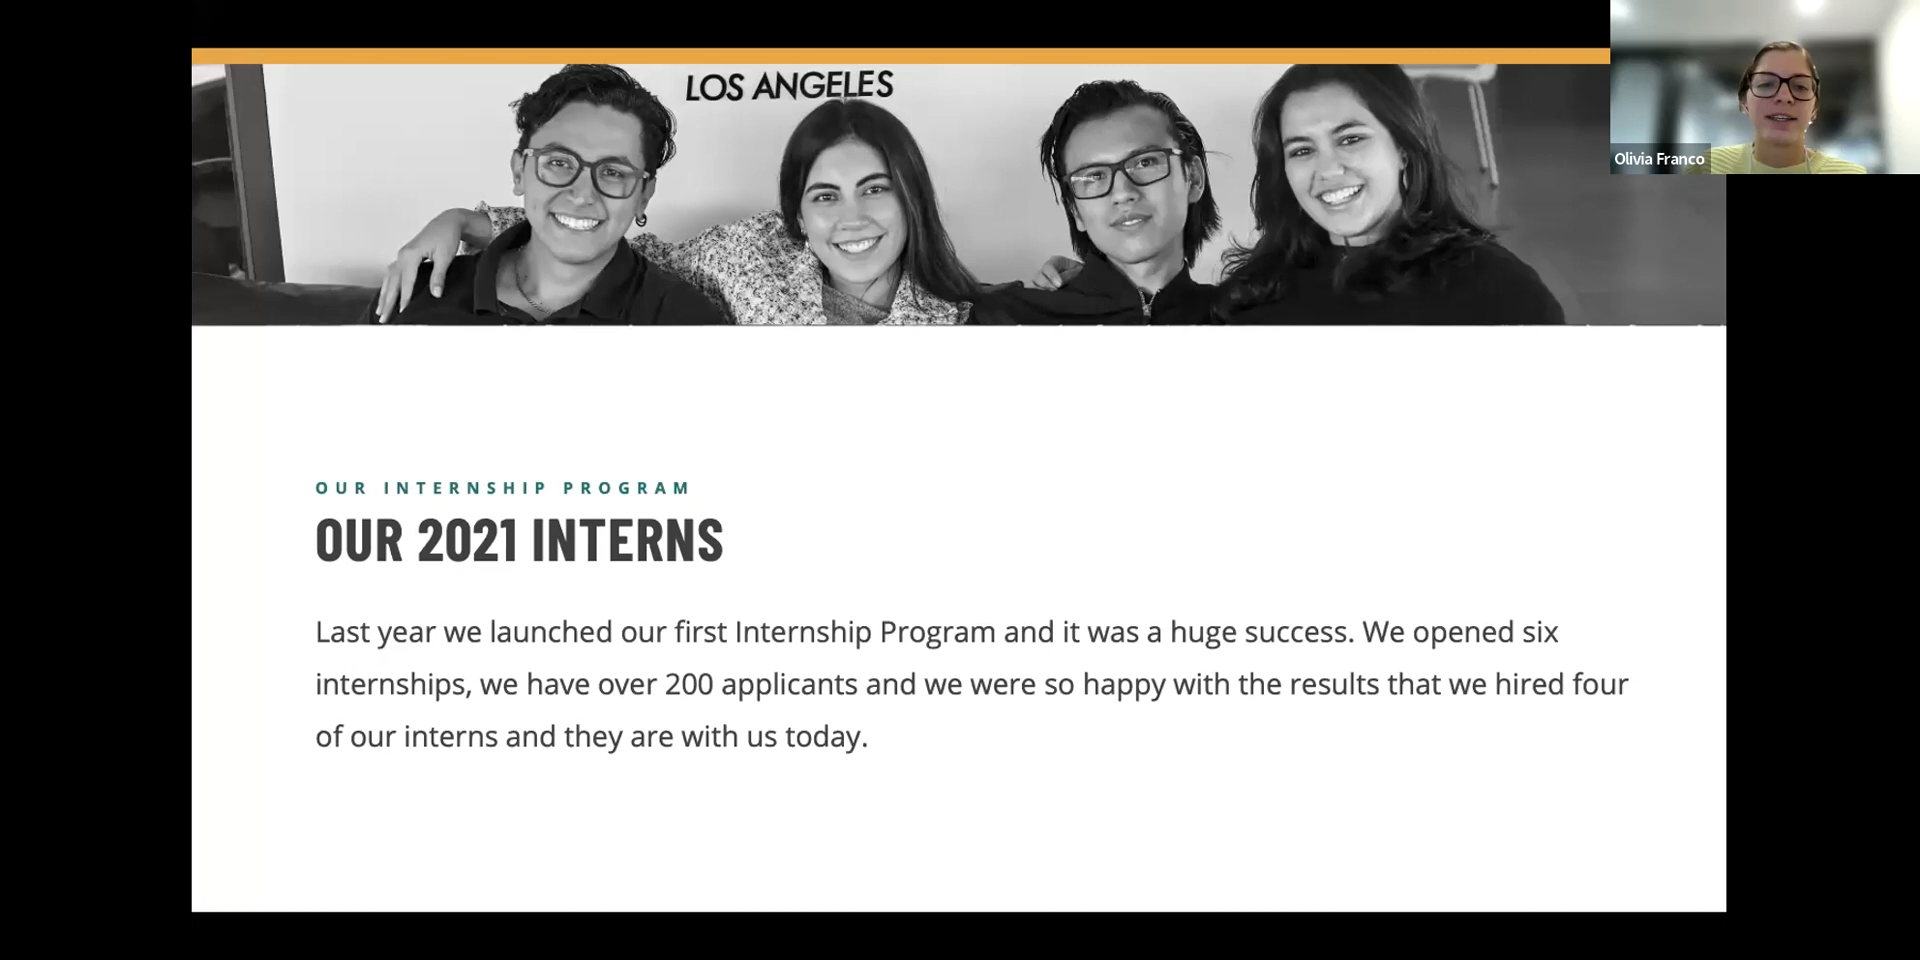 LOS ANGELES
Olivia Franco
OUR INTERNSHIP PROGRAM
OUR 2021 INTERNS
Last year we launched our first Internship Program and it was a huge success. We opened six
internships, we have over 200 applicants and we were so happy with the results that we hired four
of our interns and they are with us today.